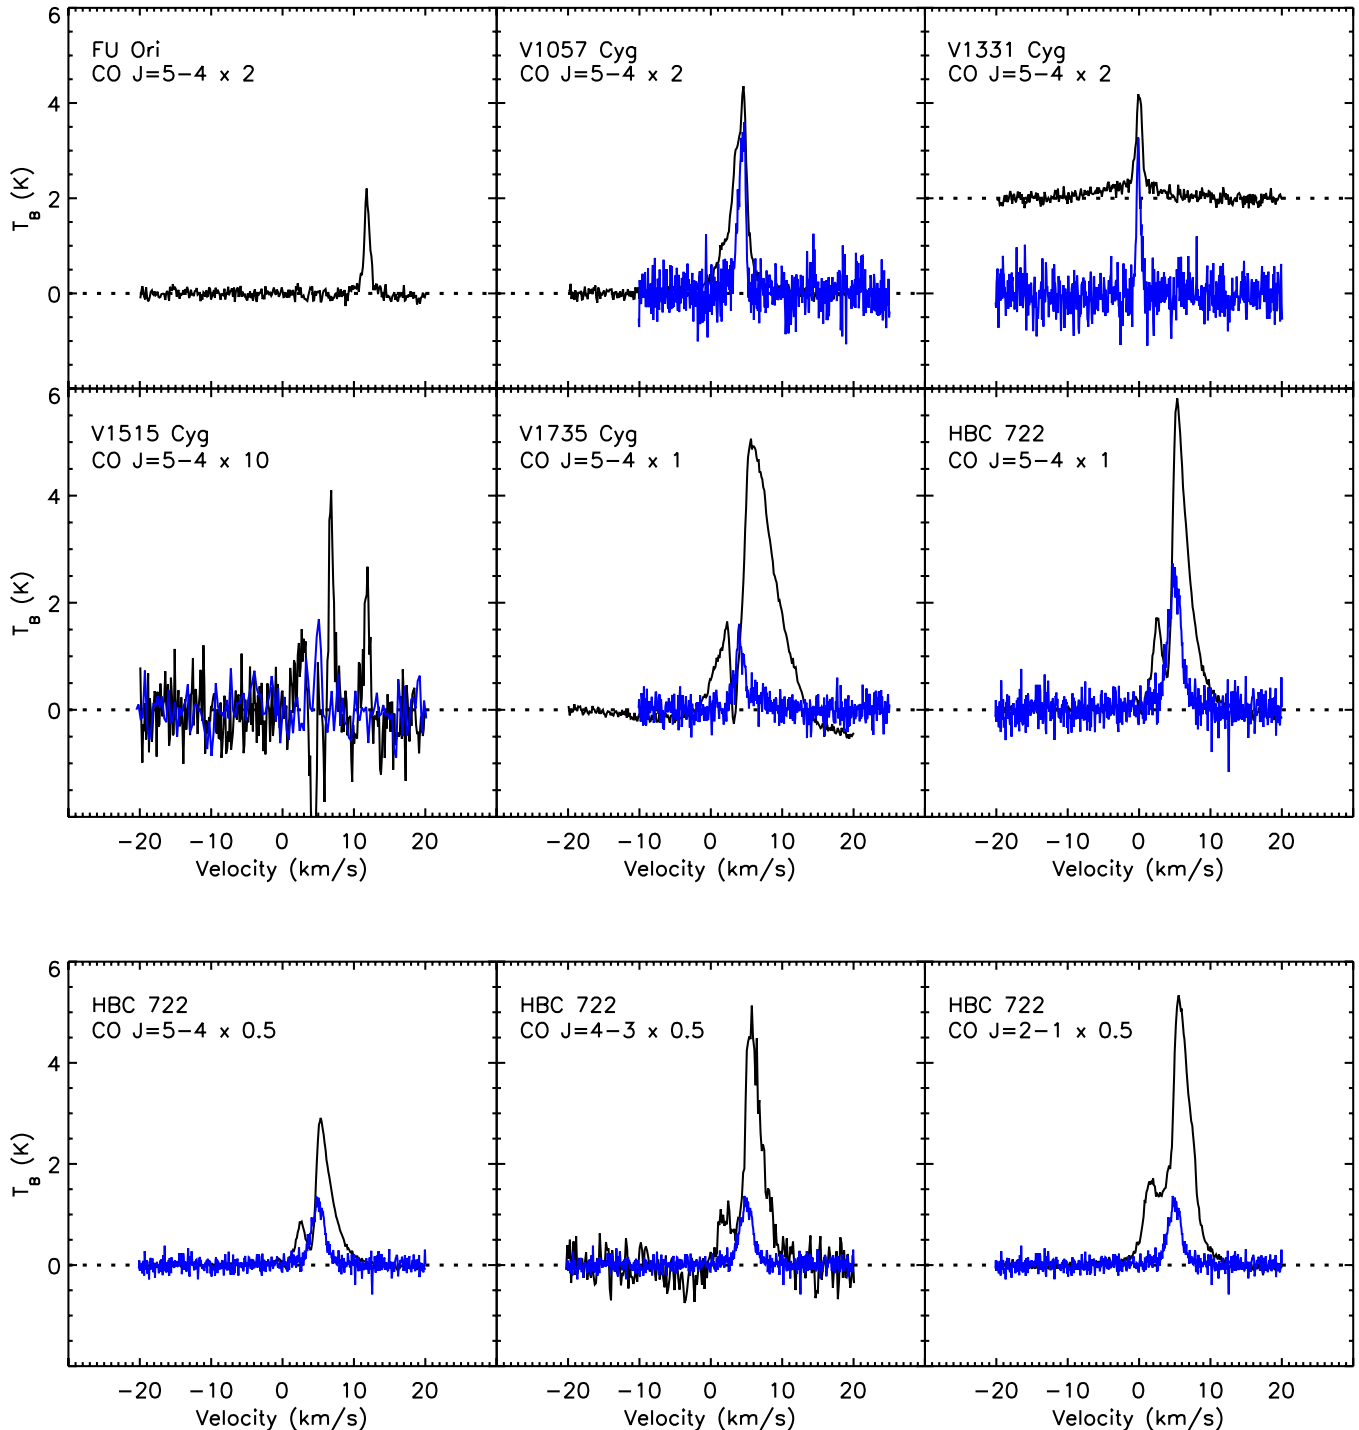 6
4
2
0
T_B (K)
FU Ori
CO J=5−4 x 2
V1057 Cyg
CO J=5−4 x 2
V1331 Cyg
CO J=5−4 x 2
6
4
2
0
T_B (K)
V1515 Cyg
CO J=5−4 x 10
V1735 Cyg
CO J=5−4 x 1
HBC 722
CO J=5−4 x 1
−20 −10 0 10 20
Velocity (km/s)
−20 −10 0 10 20
Velocity (km/s)
−20 −10 0 10 20
Velocity (km/s)
6
4
2
0
T_B (K)
HBC 722
CO J=5−4 x 0.5
HBC 722
CO J=4−3 x 0.5
HBC 722
CO J=2−1 x 0.5
−20 −10 0 10 20
Velocity (km/s)
−20 −10 0 10 20
Velocity (km/s)
−20 −10 0 10 20
Velocity (km/s)